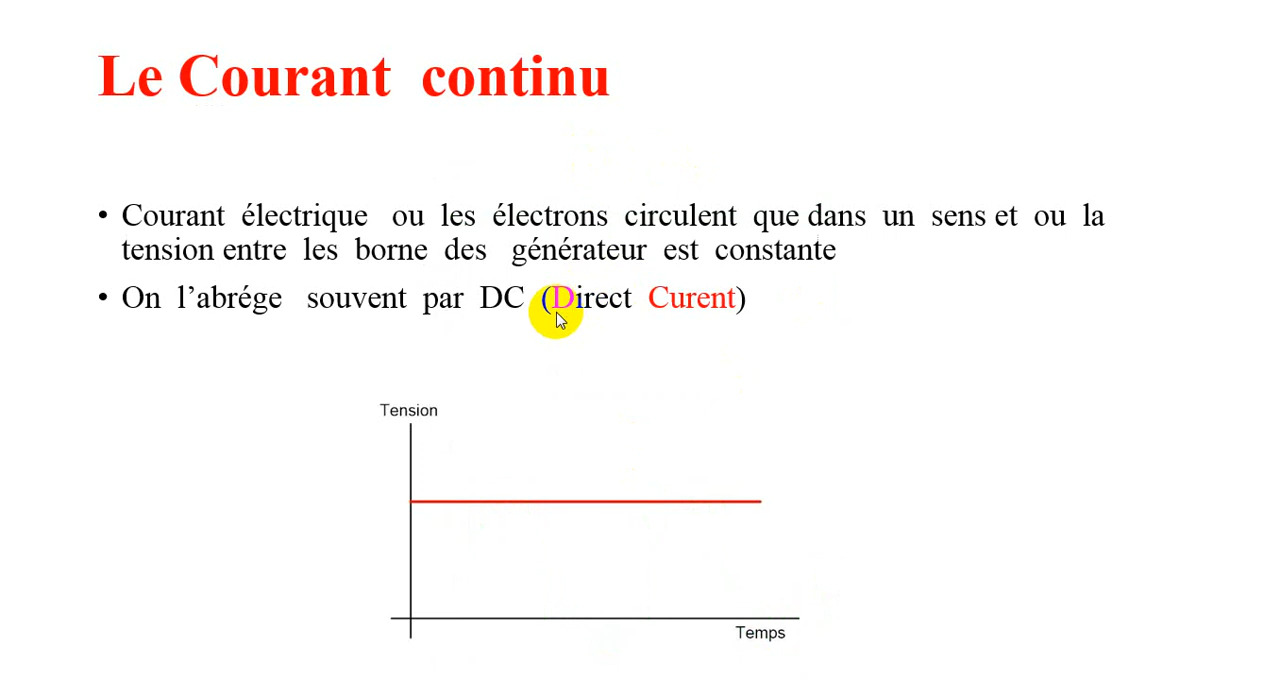 Le Courant continu
• Courant électrique ou les électrons circulent que dans un sens et ou la
tension entre les borne des générateur est constante
• On l’abrége souvent par DC (Direct Curent)
Tension
Temps